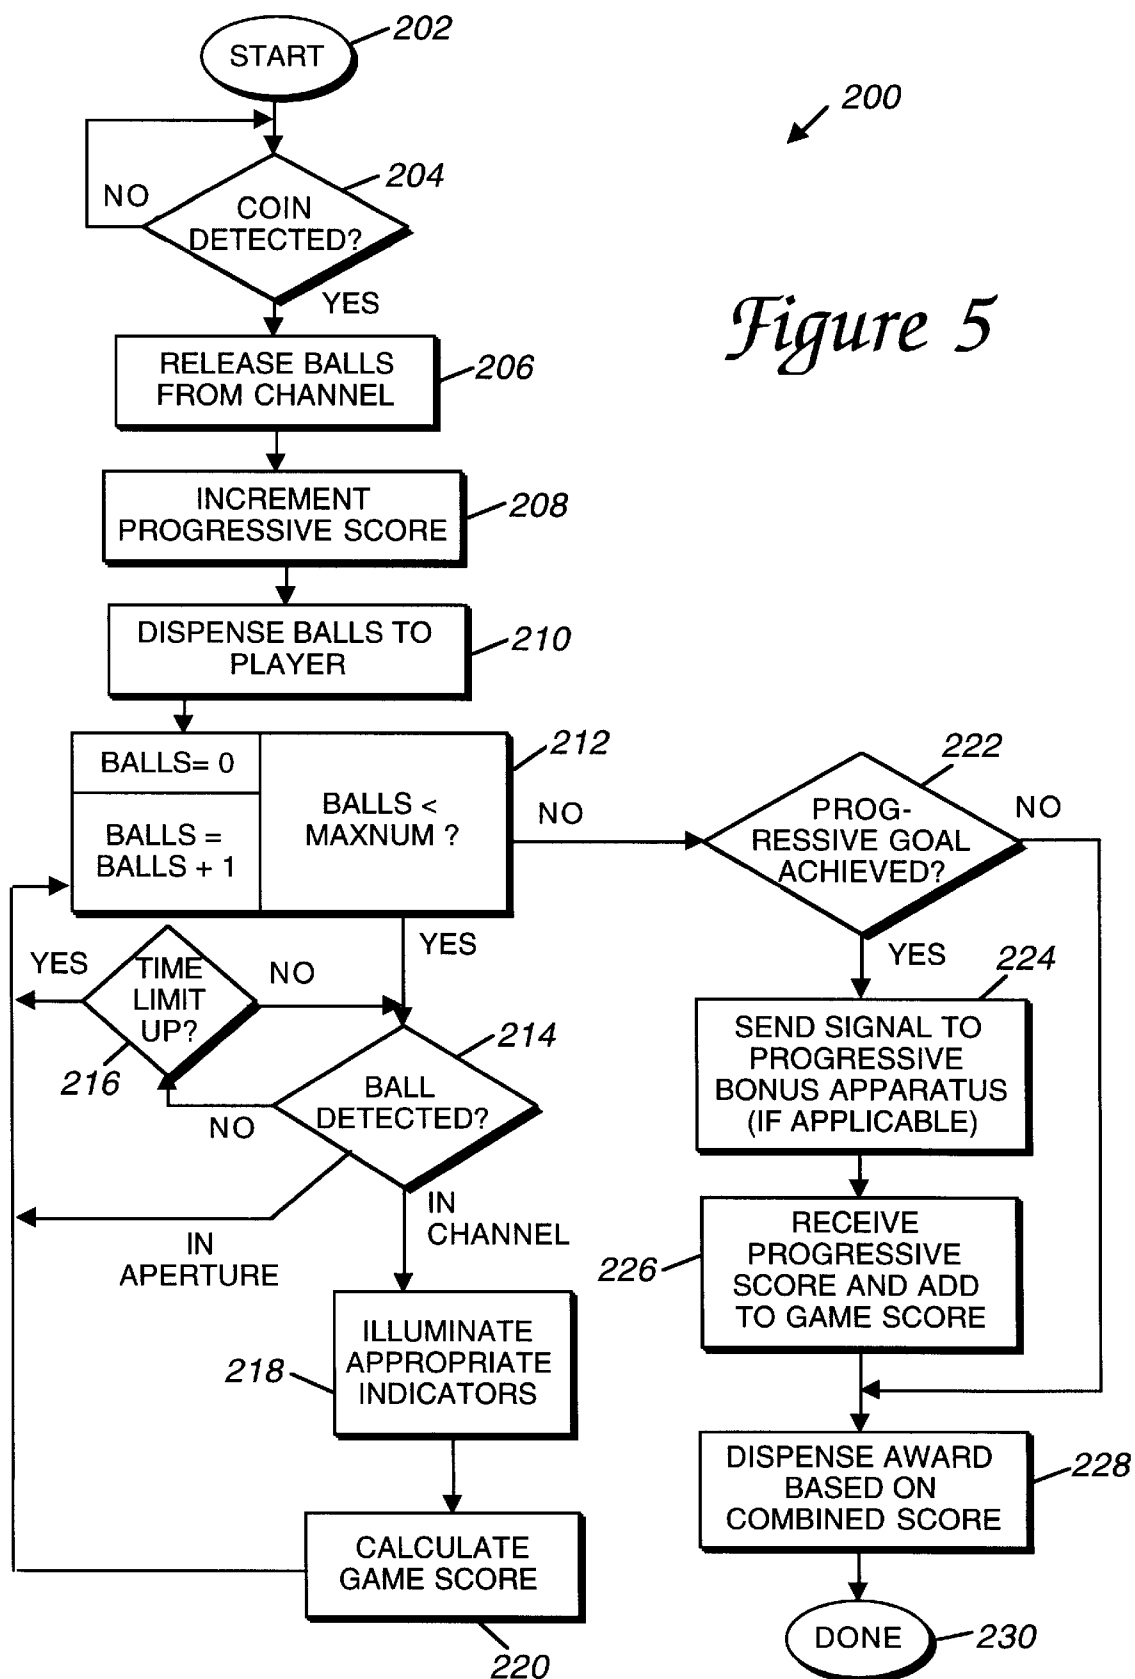 START
202
200
NO
204
COIN
DETECTED?
YES
Figure 5
RELEASE BALLS
FROM CHANNEL
206
INCREMENT
PROGRESSIVE SCORE
208
DISPENSE BALLS TO
PLAYER
210
BALLS= 0
BALLS =
BALLS + 1
BALLS <
MAXNUM ?
212
NO
222
PROG-
RESSIVE GOAL
ACHIEVED?
NO
YES
YES
TIME
LIMIT
UP?
NO
216
YES
214
BALL
DETECTED?
NO
IN
APERTURE
IN
CHANNEL
224
SEND SIGNAL TO
PROGRESSIVE
BONUS APPARATUS
(IF APPLICABLE)
226
RECEIVE
PROGRESSIVE
SCORE AND ADD
TO GAME SCORE
218
ILLUMINATE
APPROPRIATE
INDICATORS
DISPENSE AWARD
BASED ON
COMBINED SCORE
228
CALCULATE
GAME SCORE
220
DONE
230